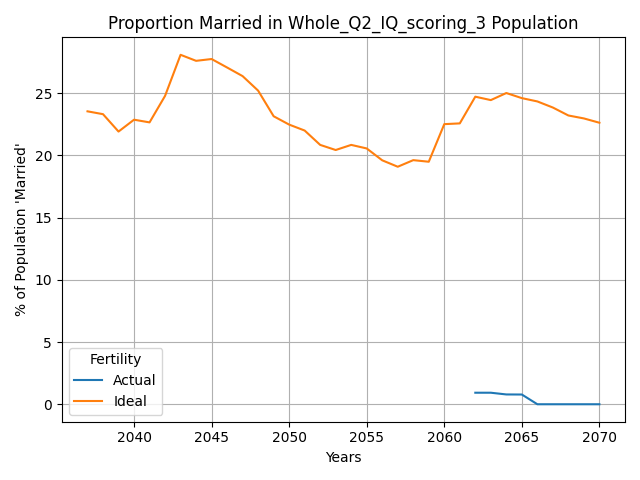 Proportion Married in Whole_Q2_IQ_scoring_3 Population
% of Population 'Married'
25
20
15
10
5
0
Fertility
Actual
Ideal
2040 2045 2050 2055 2060 2065 2070
Years